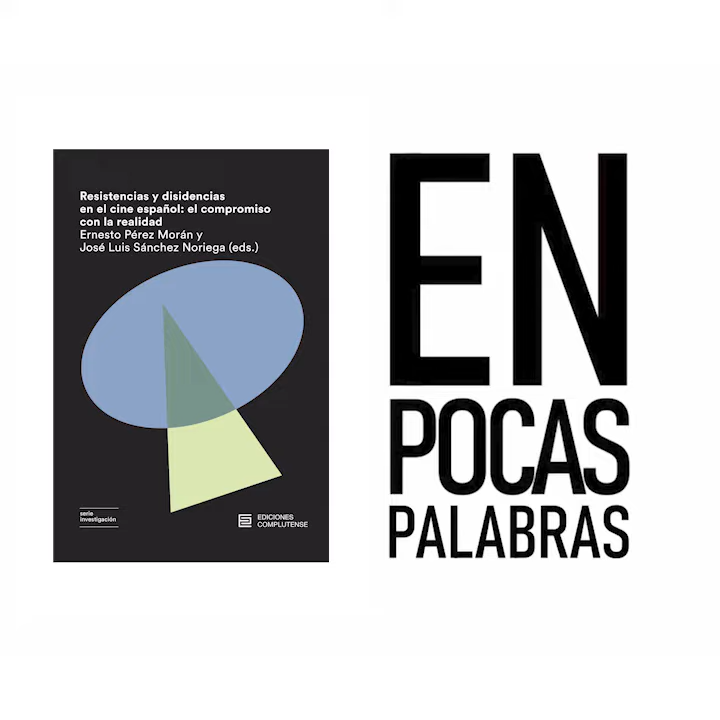 Resistencias y disidencias
en el cine español: el compromiso
con la realidad
Ernesto Pérez Morán y
José Luis Sánchez Noriega (eds.)
serie
investigación
EDICIONES
COMPLUTENSE
EN
POCAS
PALABRAS